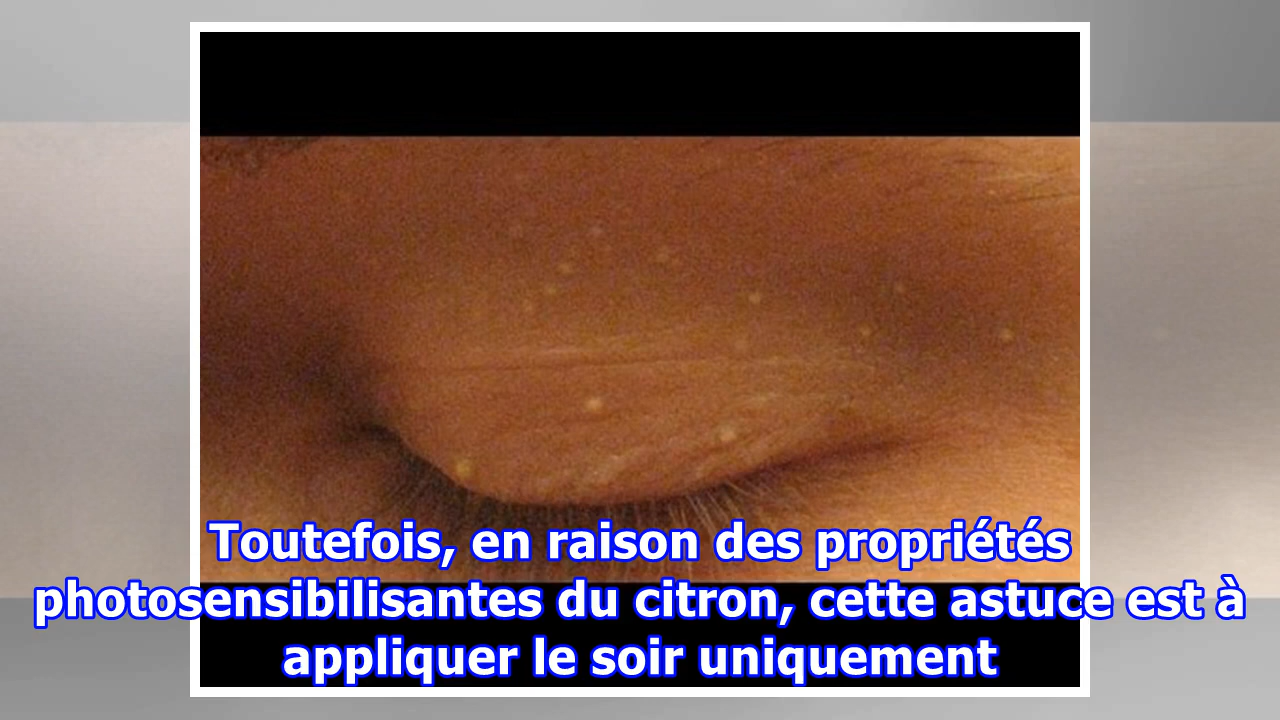 Toutefois, en raison des propriétés
photosensibilisantes du citron, cette astuce est à
appliquer le soir uniquement